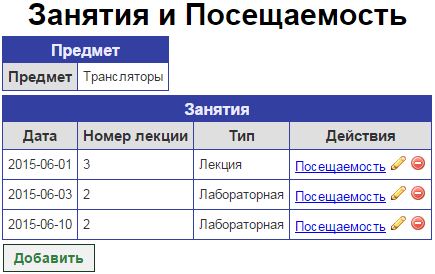 Занятия и Посещаемость
Предмет
Предмет Трансляторы
Занятия
Дата Номер лекции Тип Действия
2015-06-01 3 Лекция Посещаемость
2015-06-03 2 Лабораторная Посещаемость
2015-06-10 2 Лабораторная Посещаемость
Добавить